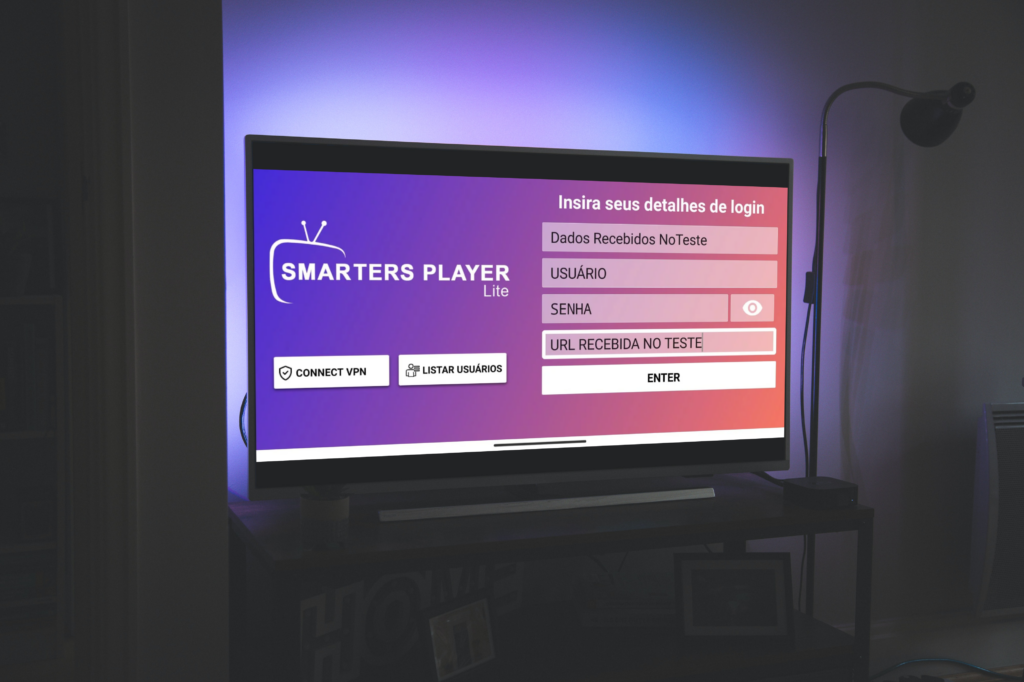 Insira seus detalhes de login
Dados Recebidos NoTeste
USUÁRIO
SENHA
URL RECEBIDA NO TESTE
ENTER
SMARTERS PLAYER
Lite
CONNECT VPN
LISTAR USUÁRIOS
H@ME